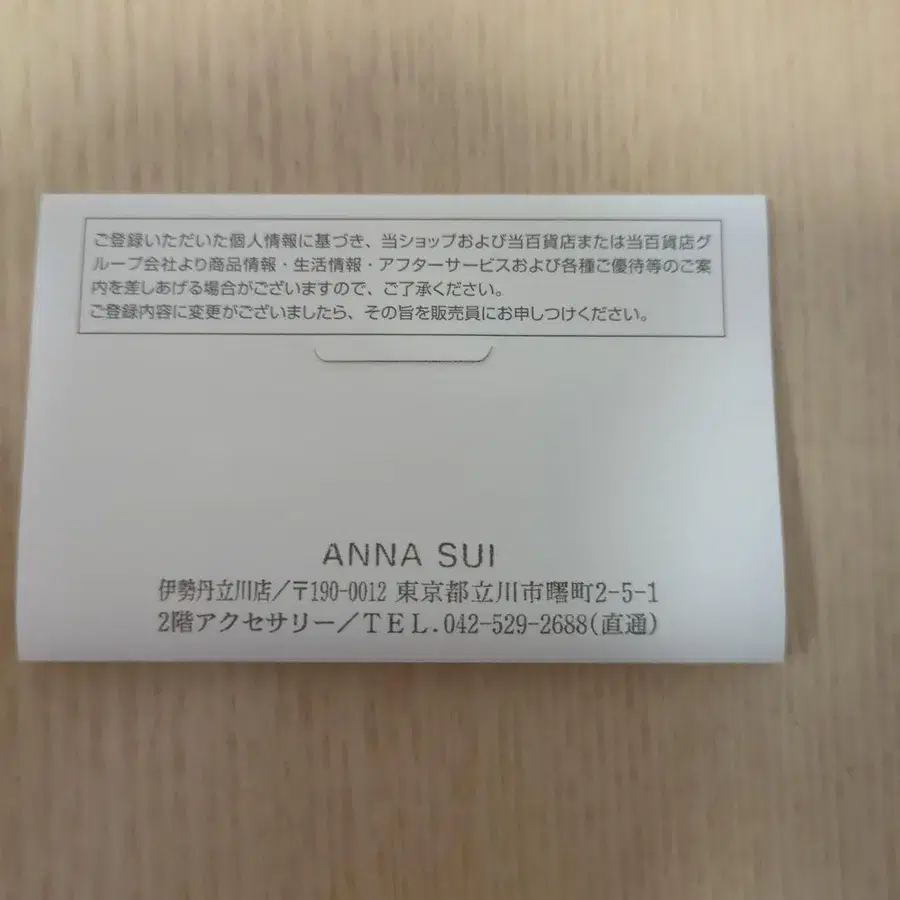 ご登録いただいた個人情報に基づき、当ショップおよび当百貨店または当百貨店グ
ループ会社より商品情報・生活情報・アフターサービスおよび各種ご優待等のご案
内を差しあげる場合がございますので、ご了承ください。
ご登録内容に変更がございましたら、その旨を販売員にお申しつけください。
ANNA SUI
伊勢丹立川店／〒190-0012 東京都立川市曙町2-5-1
2階アクセサリー／TEL.042-529-2688(直通)